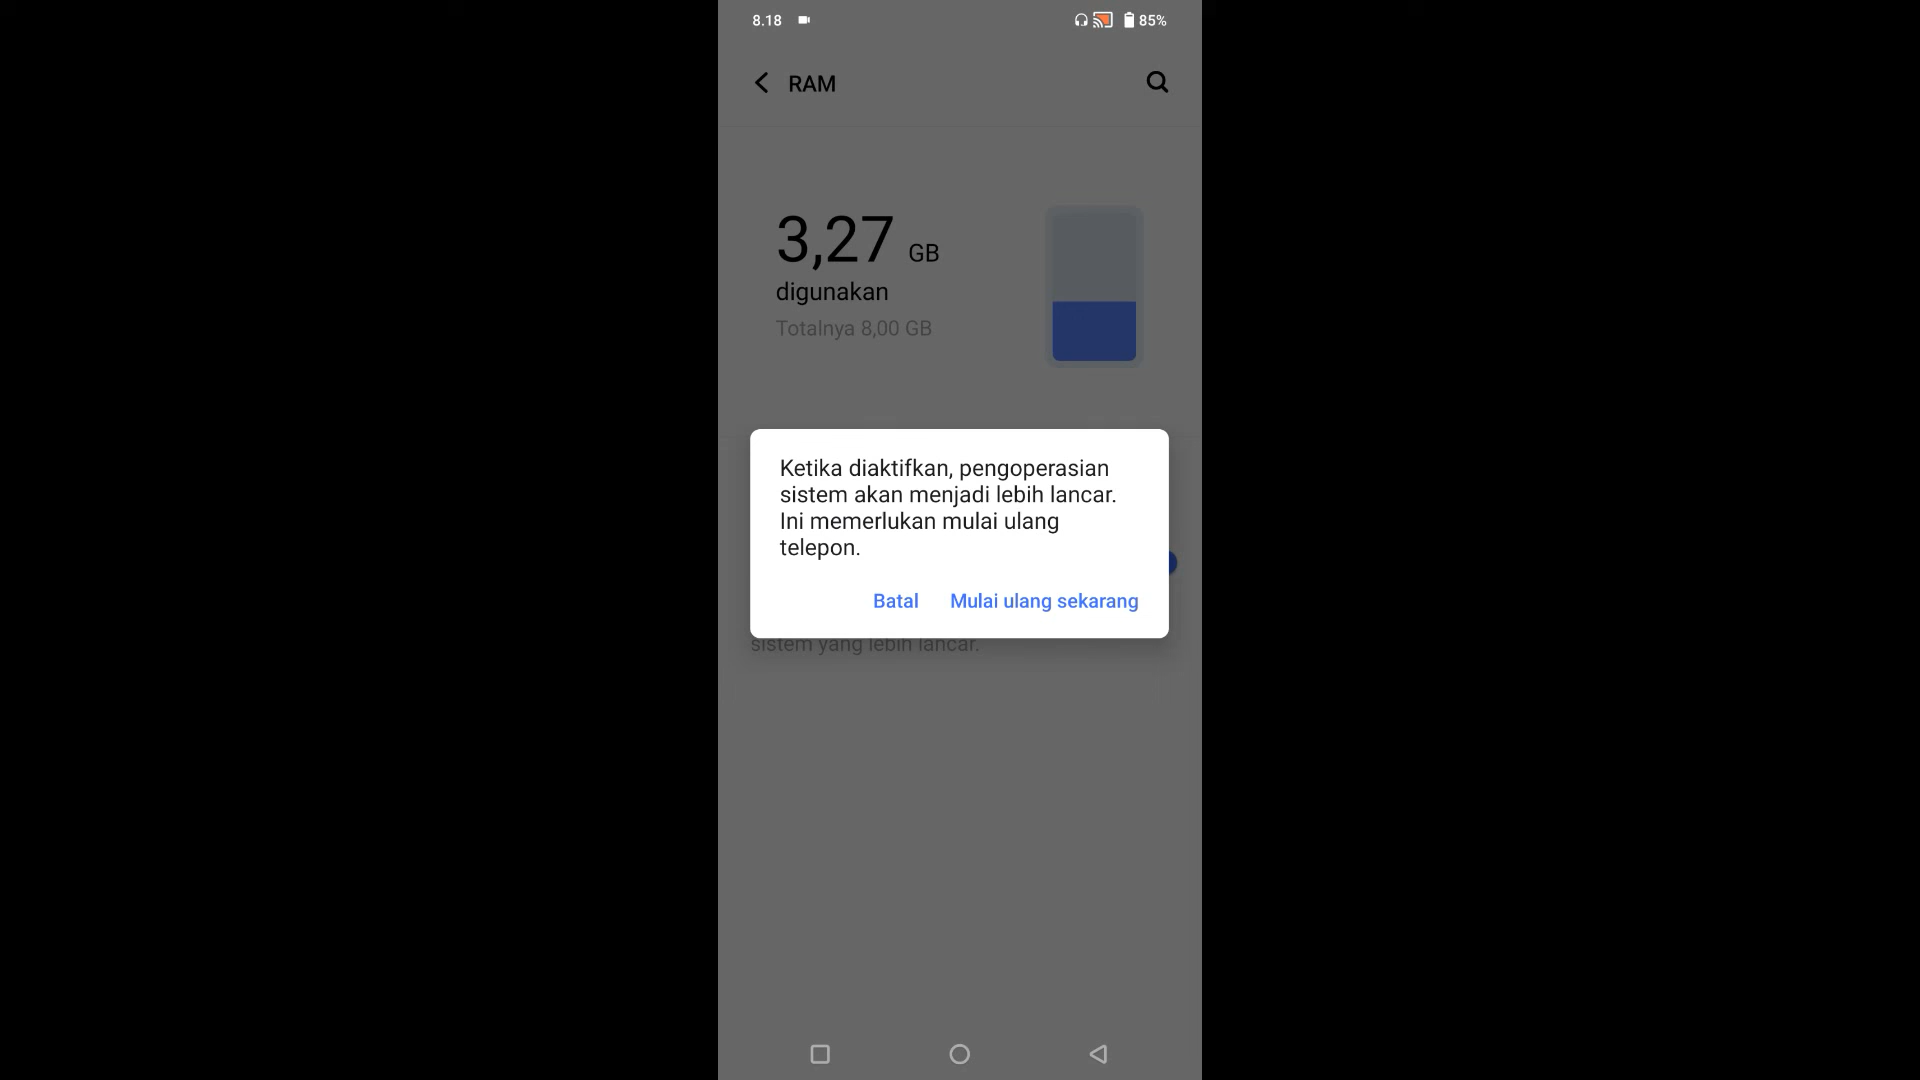 8.18 85%
RAM
3,27 GB
digunakan
Totalnya 8,00 GB
Ketika diaktifkan, pengoperasian
sistem akan menjadi lebih lancar.
Ini memerlukan mulai ulang
telepon.
Batal Mulai ulang sekarang
sistem yang lebih lancar.